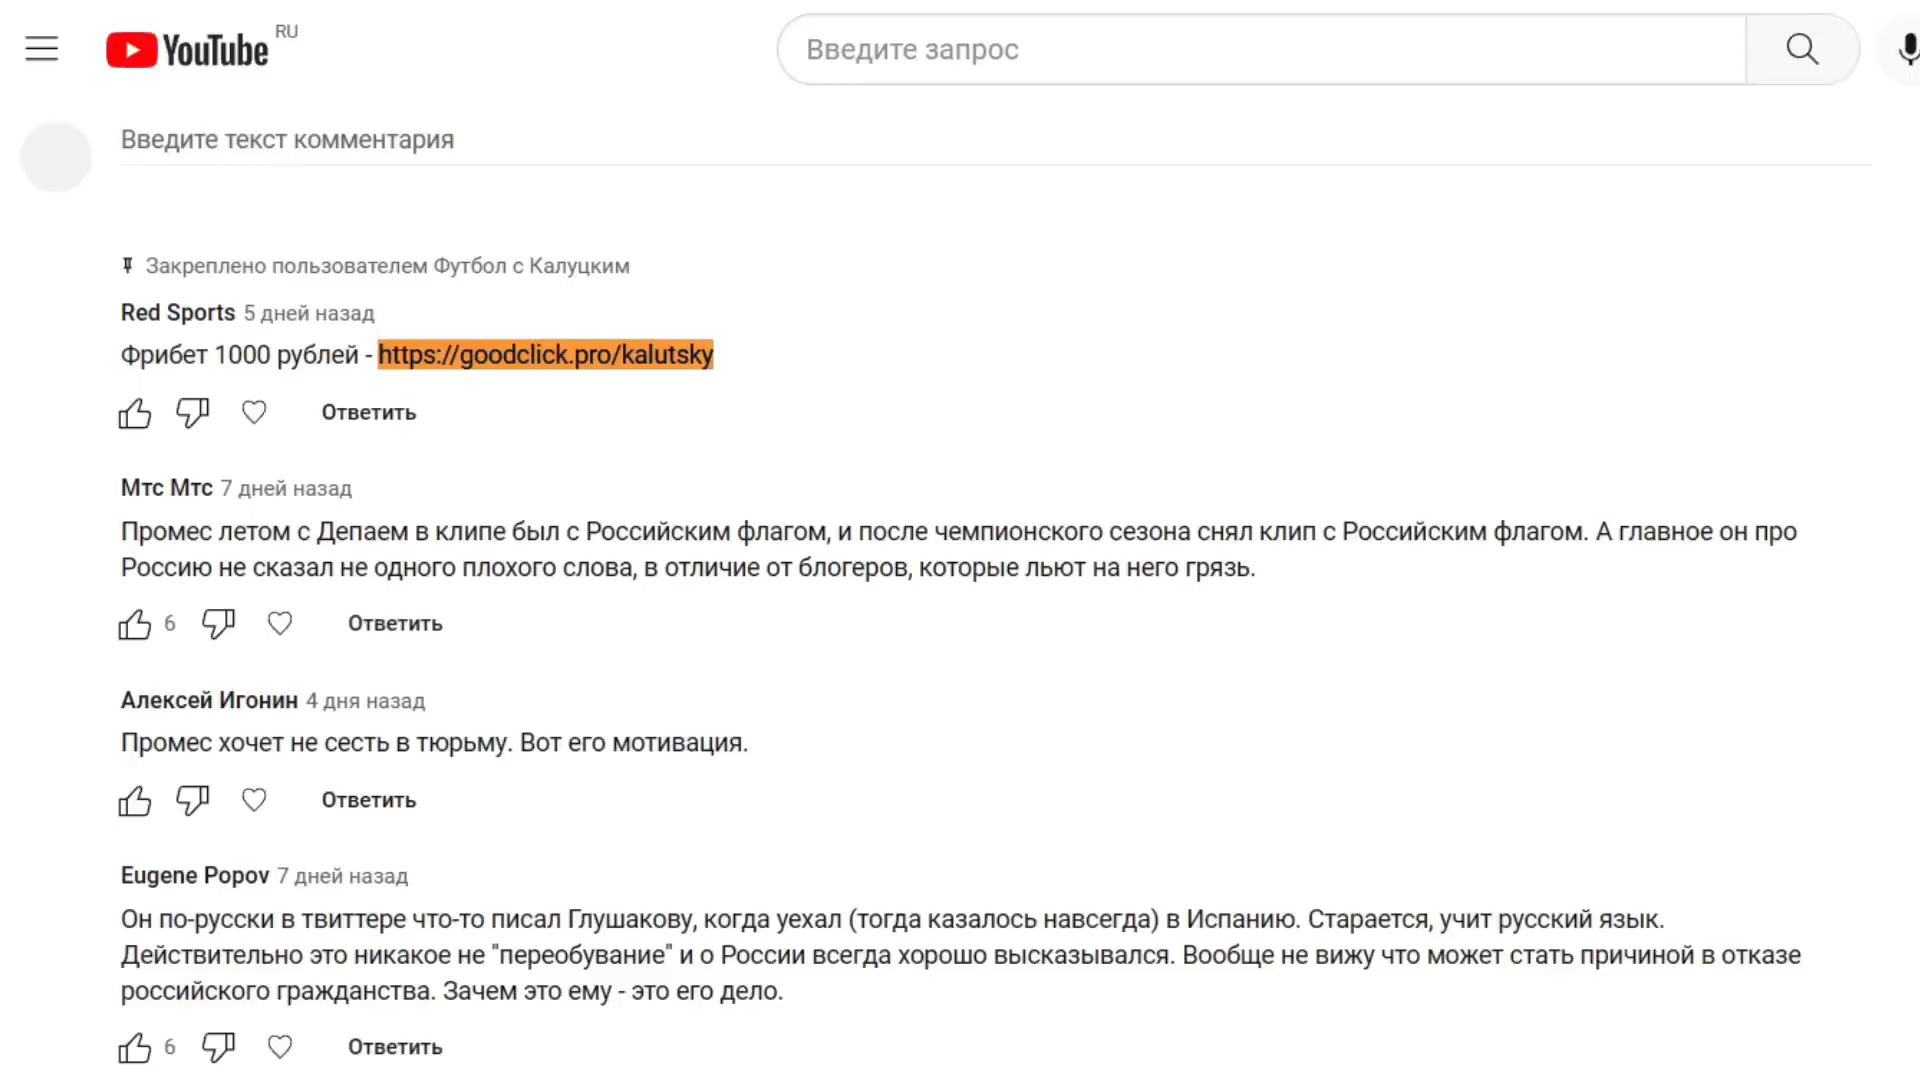 YouTube RU
Введите запрос
Введите текст комментария
Закреплено пользователем Футбол с Калуцким
Red Sports 5 дней назад
Фрибет 1000 рублей - https://goodclick.pro/kalutsky
Ответить
Мтс Мтс 7 дней назад
Промес летом с Депаем в клипе был с Российским флагом, и после чемпионского сезона снял клип с Российским флагом. А главное он про
Россию не сказал не одного плохого слова, в отличие от блогеров, которые льют на него грязь.
6 Ответить
Алексей Игонин 4 дня назад
Промес хочет не сесть в тюрьму. Вот его мотивация.
Ответить
Eugene Popov 7 дней назад
Он по-русски в твиттере что-то писал Глушакову, когда уехал (тогда казалось навсегда) в Испанию. Старается, учит русский язык.
Действительно это никакое не "переобувание" и о России всегда хорошо высказывался. Вообще не вижу что может стать причиной в отказе
российского гражданства. Зачем это ему - это его дело.
6 Ответить